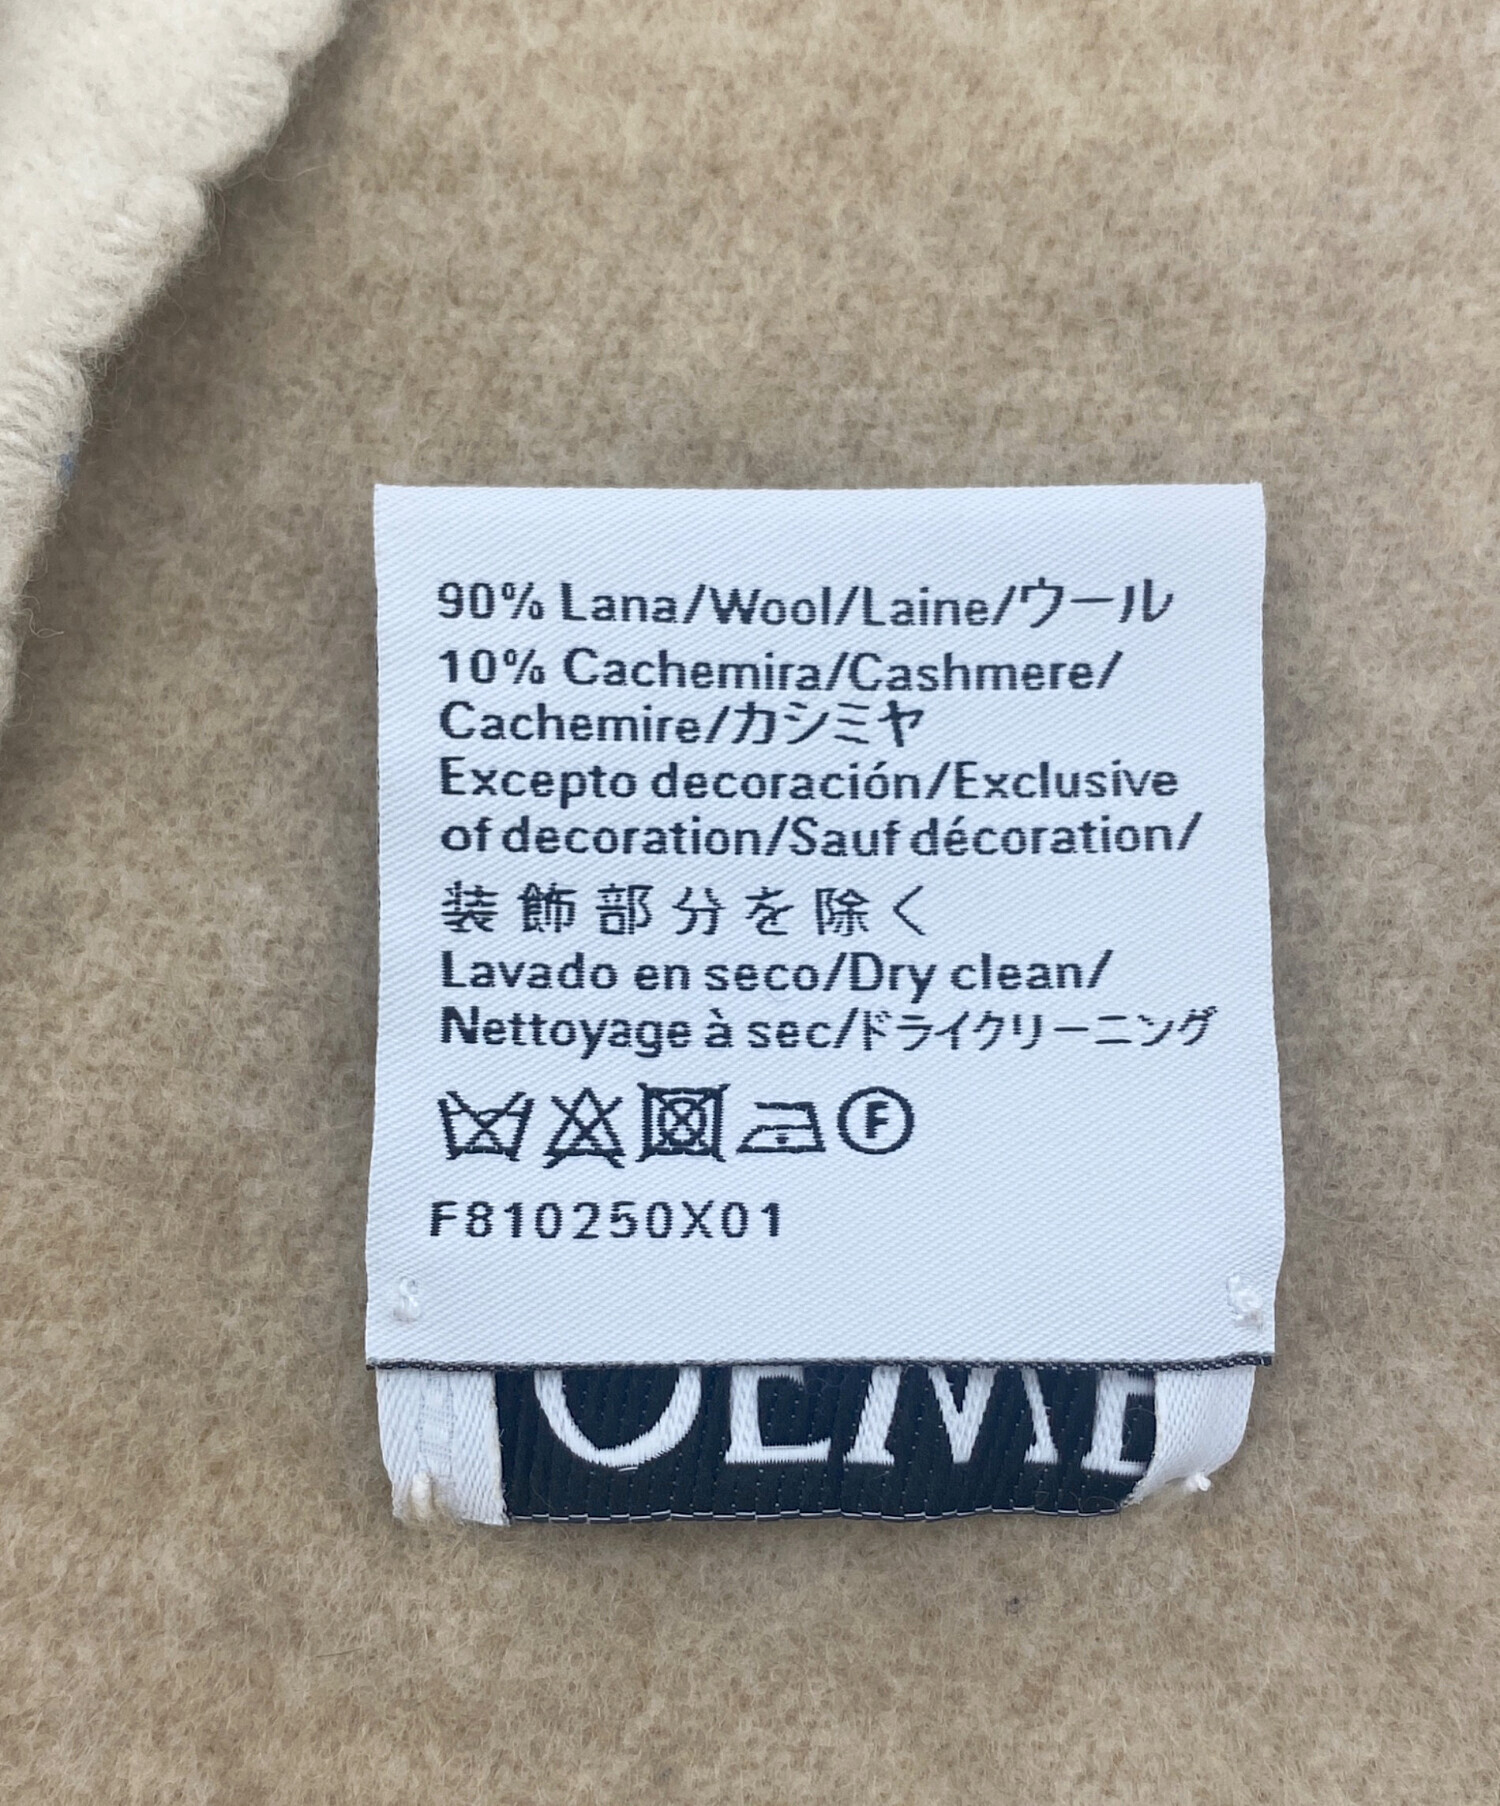 90% Lana/Wool/Laine/ウール
10% Cachemira/Cashmere/
Cachemire/カシミヤ
Excepto decoración/Exclusive
of decoration/Sauf décoration/
装飾部分を除く
Lavado en seco/Dry clean/
Nettoyage à sec/ドライクリーニング
F
F810250X01